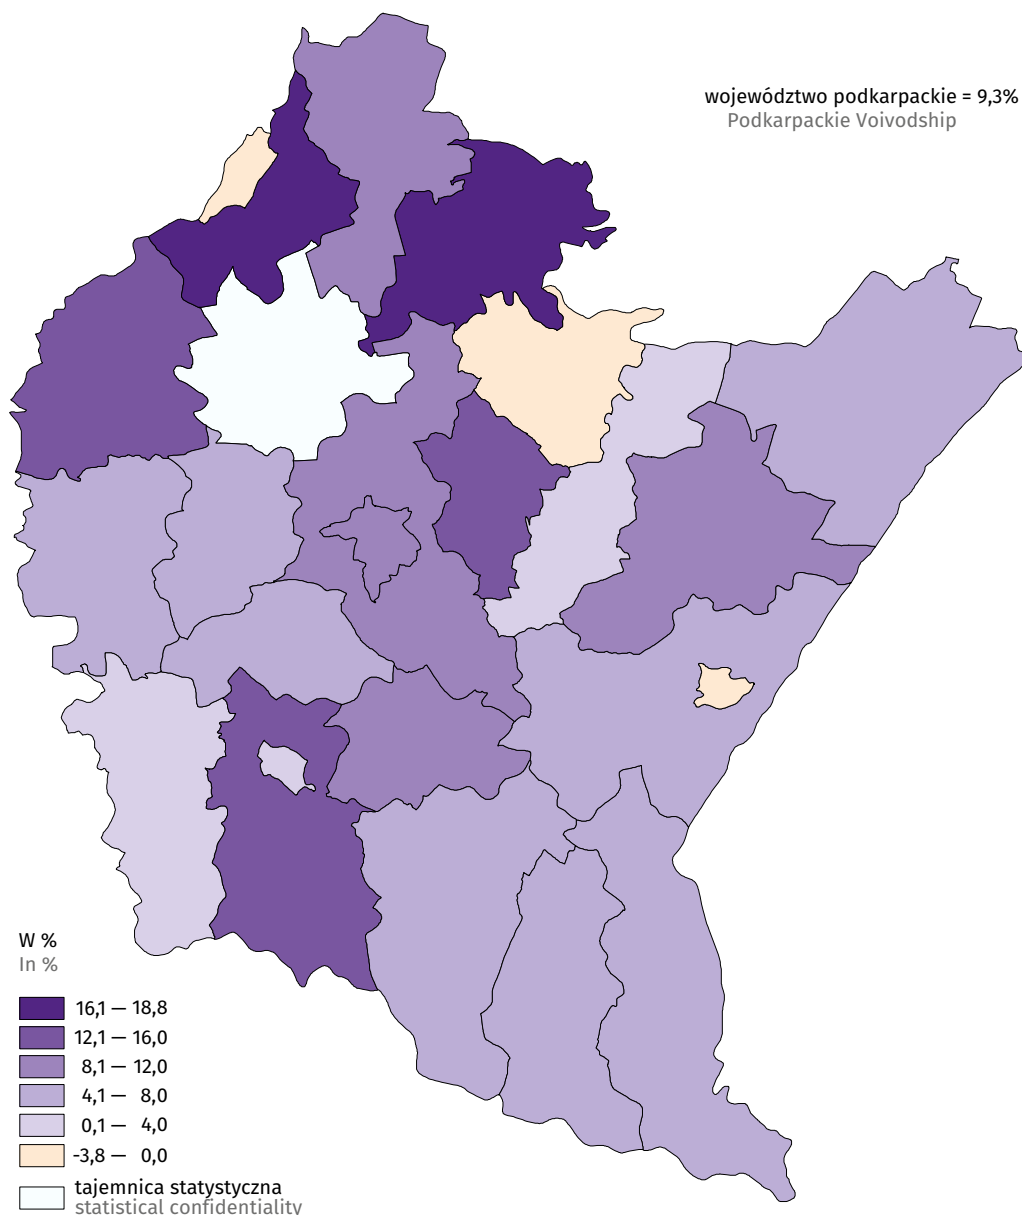 województwo podkarpackie = 9,3%
Podkarpackie Voivodship
W %
In %
16,1 — 18,8
12,1 — 16,0
8,1 — 12,0
4,1 — 8,0
0,1 — 4,0
-3,8 — 0,0
tajemnica statystyczna
statistical confidentiality